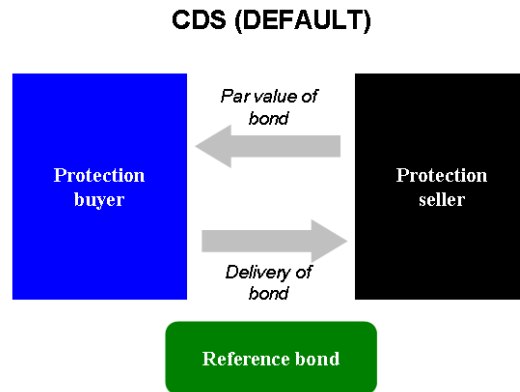 CDS (DEFAULT)
Par value of
bond
Protection
buyer
Protection
seller
Delivery of
bond
Reference bond